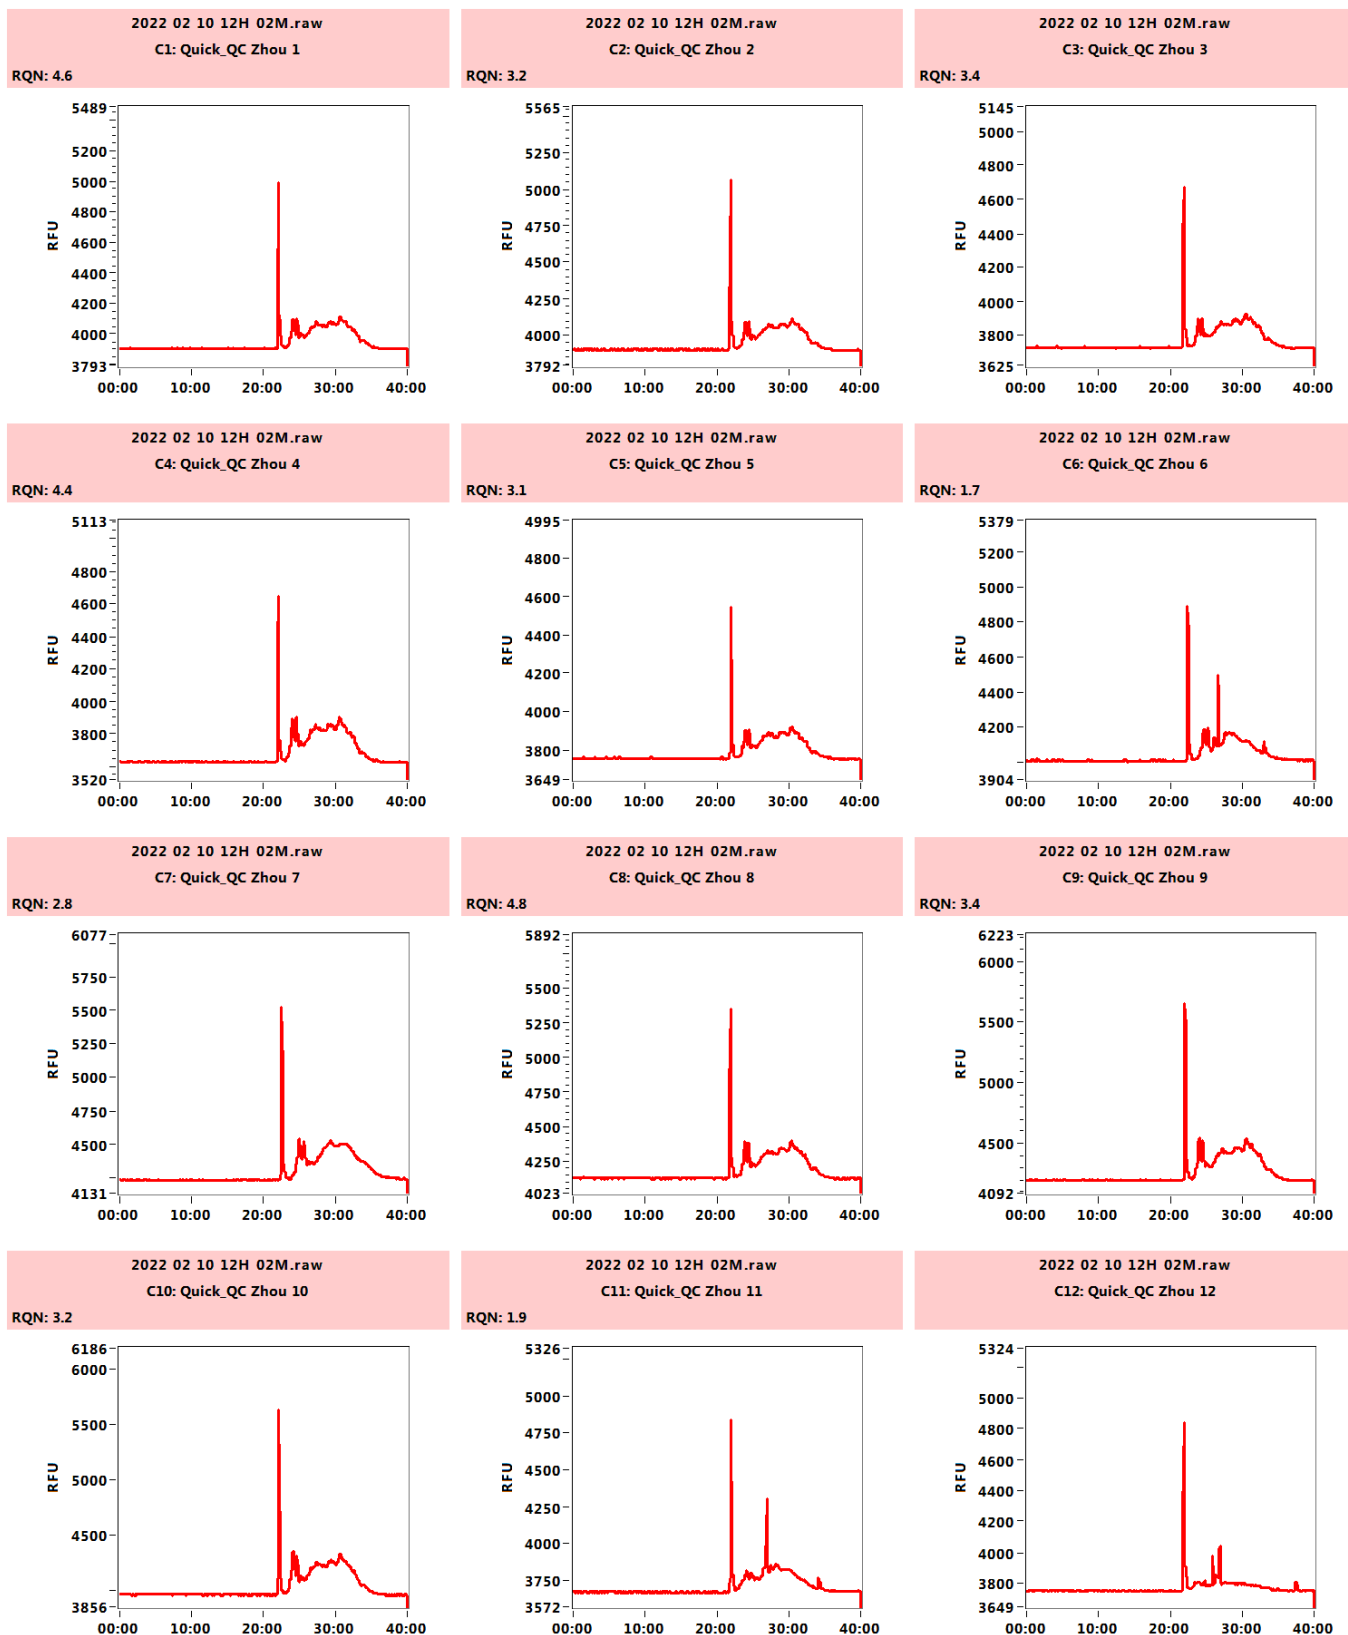 2022 02 10 12H 02M.raw
C1: Quick_QC Zhou 1
RQN: 4.6
5489
5200
5000
4800
4600
4400
4200
4000
3793
RFU
00:00 10:00 20:00 30:00 40:00
2022 02 10 12H 02M.raw
C2: Quick_QC Zhou 2
RQN: 3.2
5565
5250
5000
4750
4500
4250
4000
3792
RFU
00:00 10:00 20:00 30:00 40:00
2022 02 10 12H 02M.raw
C3: Quick_QC Zhou 3
RQN: 3.4
5145
5000
4800
4600
4400
4200
4000
3800
3625
RFU
00:00 10:00 20:00 30:00 40:00
2022 02 10 12H 02M.raw
C4: Quick_QC Zhou 4
RQN: 4.4
5113
4800
4600
4400
4200
4000
3800
3520
RFU
00:00 10:00 20:00 30:00 40:00
2022 02 10 12H 02M.raw
C5: Quick_QC Zhou 5
RQN: 3.1
4995
4800
4600
4400
4200
4000
3800
3649
RFU
00:00 10:00 20:00 30:00 40:00
2022 02 10 12H 02M.raw
C6: Quick_QC Zhou 6
RQN: 1.7
5379
5200
5000
4800
4600
4400
4200
3904
RFU
00:00 10:00 20:00 30:00 40:00
2022 02 10 12H 02M.raw
C7: Quick_QC Zhou 7
RQN: 2.8
6077
5750
5500
5250
5000
4750
4500
4131
RFU
00:00 10:00 20:00 30:00 40:00
2022 02 10 12H 02M.raw
C8: Quick_QC Zhou 8
RQN: 4.8
5892
5500
5250
5000
4750
4500
4250
4023
RFU
00:00 10:00 20:00 30:00 40:00
2022 02 10 12H 02M.raw
C9: Quick_QC Zhou 9
RQN: 3.4
6223
6000
5500
5000
4500
4092
RFU
00:00 10:00 20:00 30:00 40:00
2022 02 10 12H 02M.raw
C10: Quick_QC Zhou 10
RQN: 3.2
6186
6000
5500
5000
4500
3856
RFU
00:00 10:00 20:00 30:00 40:00
2022 02 10 12H 02M.raw
C11: Quick_QC Zhou 11
RQN: 1.9
5326
5000
4750
4500
4250
4000
3750
3572
RFU
00:00 10:00 20:00 30:00 40:00
2022 02 10 12H 02M.raw
C12: Quick_QC Zhou 12
5324
5000
4800
4600
4400
4200
4000
3800
3649
RFU
00:00 10:00 20:00 30:00 40:00